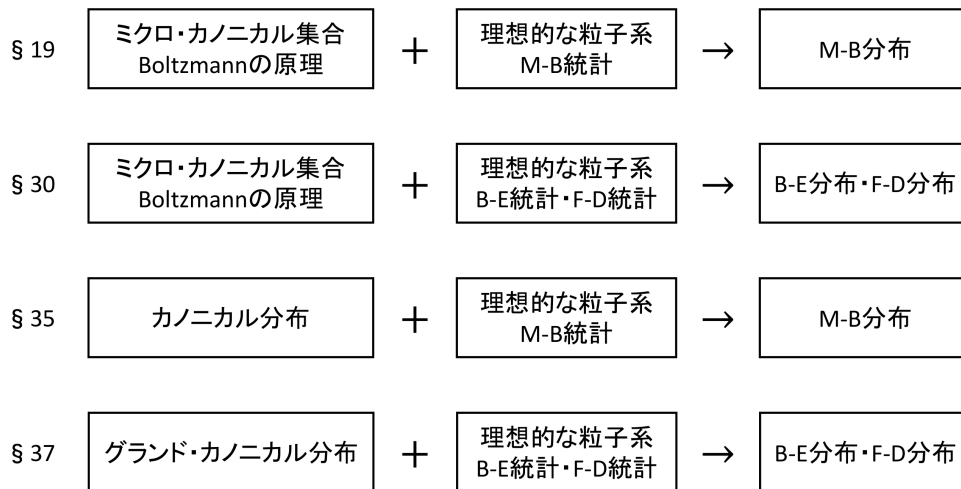 §19 ミクロ・カノニカル集合 + 理想的な粒子系 → M-B分布
Boltzmannの原理 M-B統計
§30 ミクロ・カノニカル集合 + 理想的な粒子系 → B-E分布・F-D分布
Boltzmannの原理 B-E統計・F-D統計
§35 カノニカル分布 + 理想的な粒子系 → M-B分布
M-B統計
§37 グランド・カノニカル分布 + 理想的な粒子系 → B-E分布・F-D分布
B-E統計・F-D統計